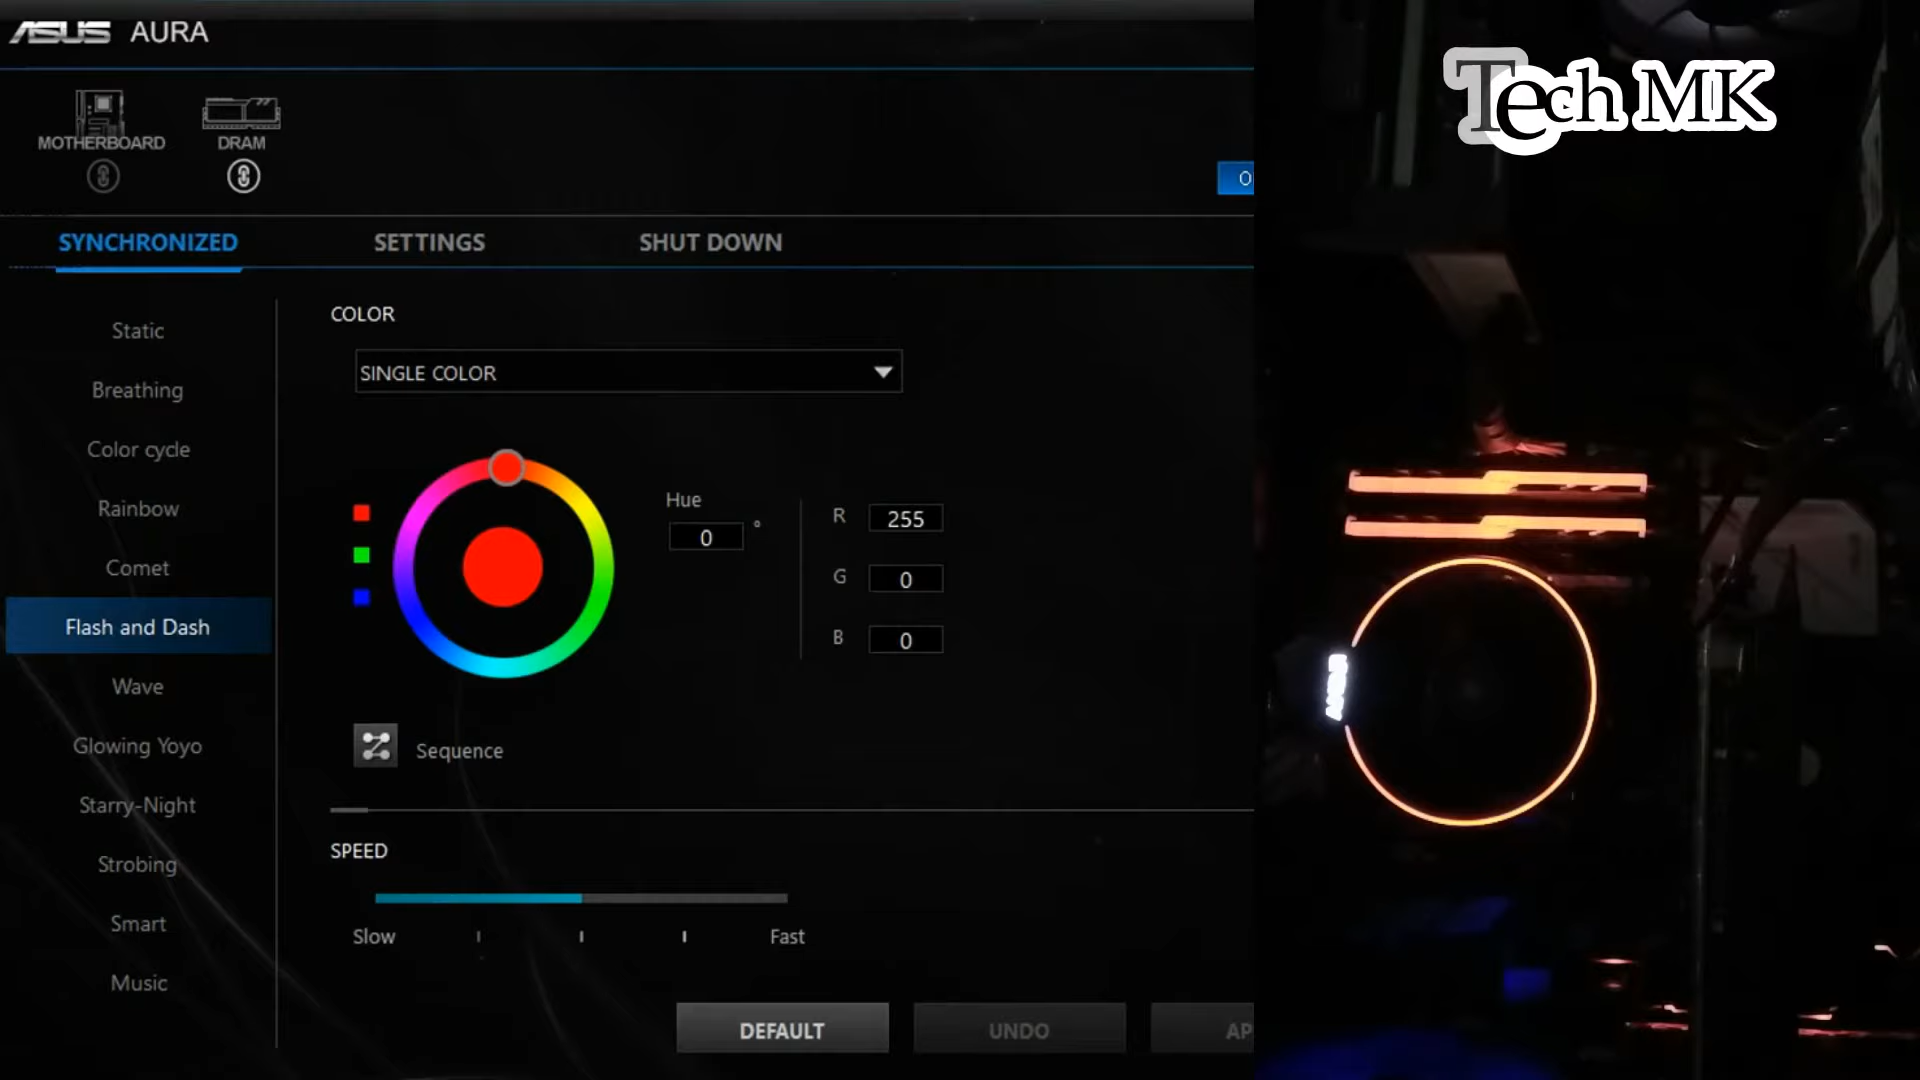 ASUS AURA
Tech MK
MOTHERBOARD DRAM
SYNCHRONIZED SETTINGS SHUT DOWN
COLOR
Static
SINGLE COLOR
Breathing
Color cycle
Rainbow
Hue
0 °
R 255
Comet
G 0
Flash and Dash
B 0
Wave
Glowing Yoyo
Sequence
Starry-Night
SPEED
Strobing
Smart
Slow Fast
Music
DEFAULT UNDO AP